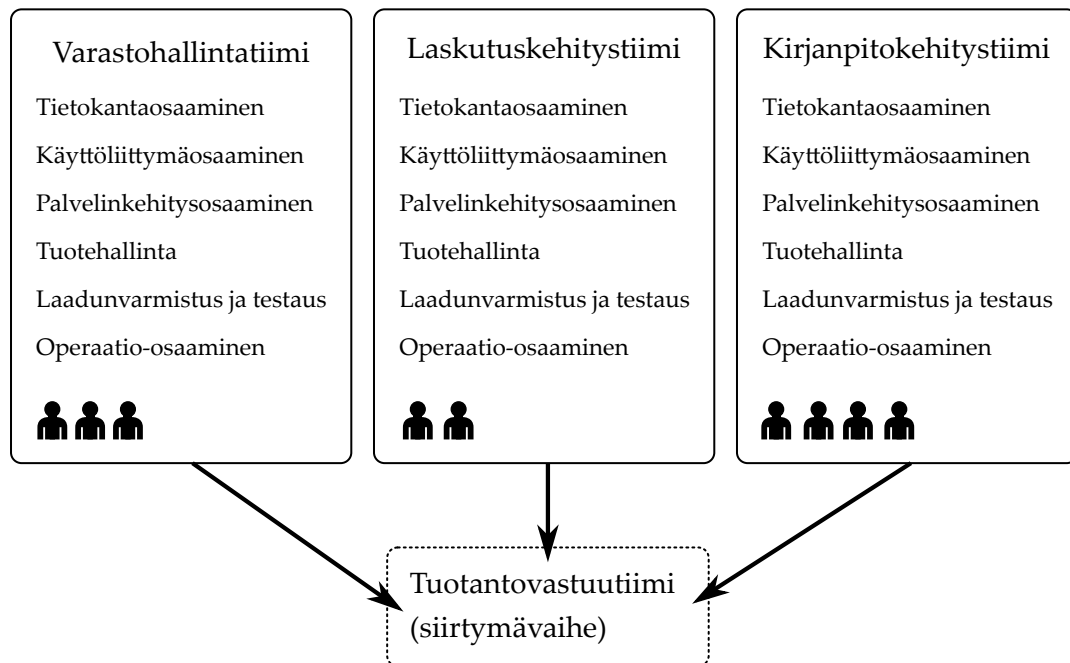 Varastohallintatiimi
Tietokantaosaaminen
Käyttöliittymäosaaminen
Palvelinkehitysosaaminen
Tuotehallinta
Laadunvarmistus ja testaus
Operaatio-osaaminen
Laskutuskehitystiimi
Tietokantaosaaminen
Käyttöliittymäosaaminen
Palvelinkehitysosaaminen
Tuotehallinta
Laadunvarmistus ja testaus
Operaatio-osaaminen
Kirjanpitokehitystiimi
Tietokantaosaaminen
Käyttöliittymäosaaminen
Palvelinkehitysosaaminen
Tuotehallinta
Laadunvarmistus ja testaus
Operaatio-osaaminen
Tuotantovastuutiimi
(siirtymävaihe)